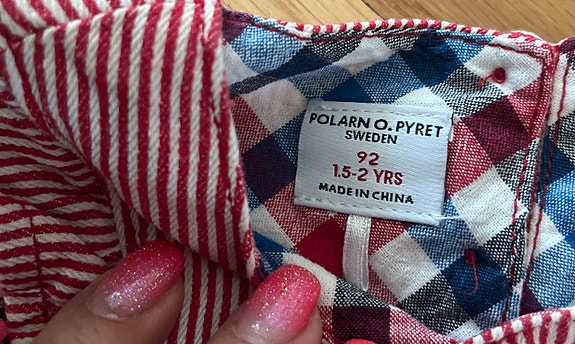 POLARN O. PYRET
SWEDEN
92
1.5-2 YRS
MADE IN CHINA